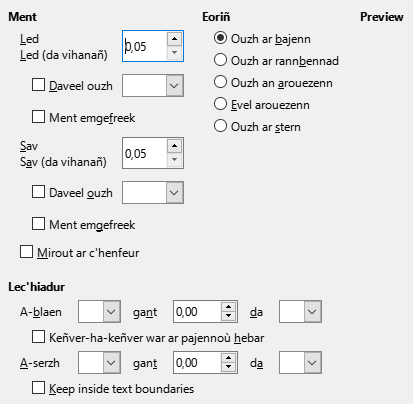 Ment Eoriñ Preview
Led
Led (da vihanañ) 0,05
Ouzh ar bajenn
Ouzh ar rannbennad
Daveel ouzh Ouzh an arouezenn
Evel arouezenn
Ment emgefreek Ouzh ar stern
Sav
Sav (da vihanañ) 0,05
Daveel ouzh
Ment emgefreek
Mirout ar c'henfeur
Lec'hiadur
A-blaen gant 0,00 da
Keñver-ha-keñver war ar pajennoù hebar
A-serzh gant 0,00 da
Keep inside text boundaries